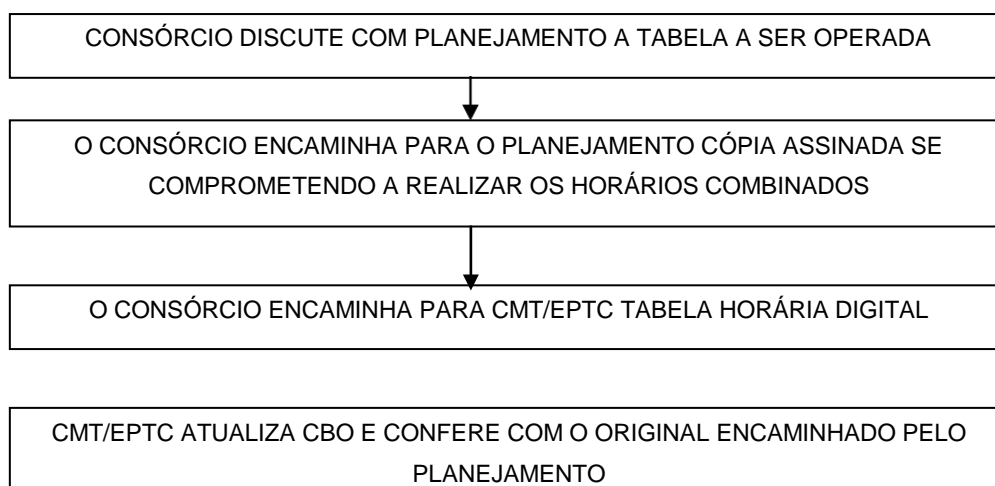 CONSÓRCIO DISCUTE COM PLANEJAMENTO A TABELA A SER OPERADA
O CONSÓRCIO ENCAMINHA PARA O PLANEJAMENTO CÓPIA ASSINADA SE
COMPROMETENDO A REALIZAR OS HORÁRIOS COMBINADOS
O CONSÓRCIO ENCAMINHA PARA CMT/EPTC TABELA HORÁRIA DIGITAL
CMT/EPTC ATUALIZA CBO E CONFERE COM O ORIGINAL ENCAMINHADO PELO
PLANEJAMENTO